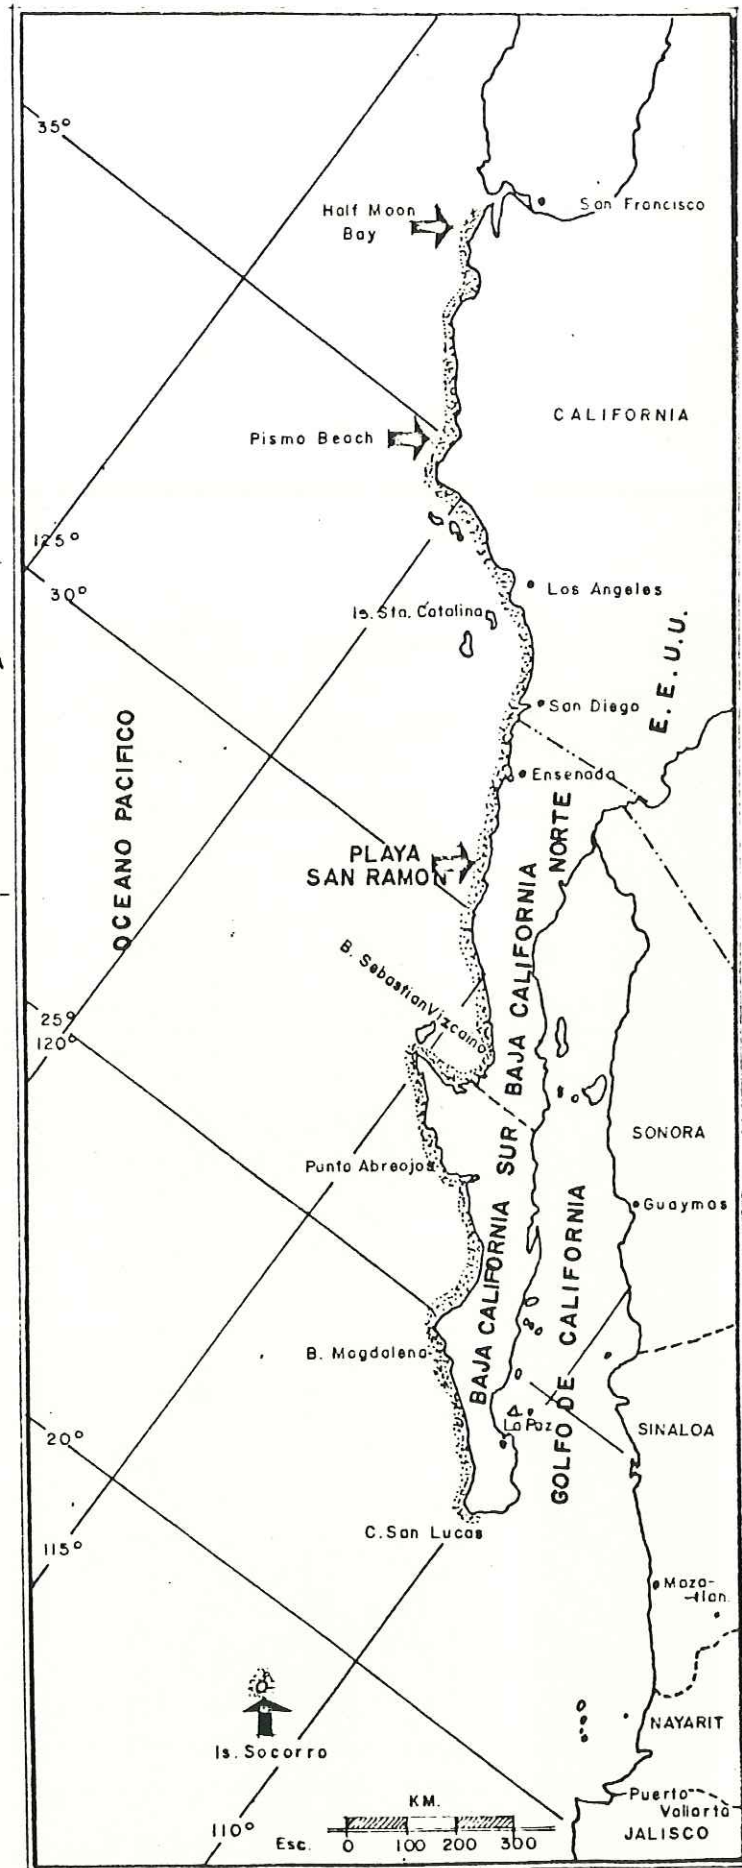 35°
Half Moon
Bay
San Francisco
CALIFORNIA
Pismo Beach
125°
30°
Los Angeles
Is. Sta. Catalina
E. E. U. U.
San Diego
Ensenada
OCEANO PACIFICO
PLAYA
SAN RAMON
BAJA CALIFORNIA NORTE
B. Sebastian Vizcaino
25°
120°
SONORA
Punta Abreojos
Guaymas
BAJA CALIFORNIA SUR
GOLFO DE CALIFORNIA
B. Magdalena
La Paz
SINALOA
20°
C. San Lucas
115°
Maza-
tlan.
NAYARIT
Is. Socorro
Puerto
Vallarta
JALISCO
KM.
Esc. 0 100 200 300
110°